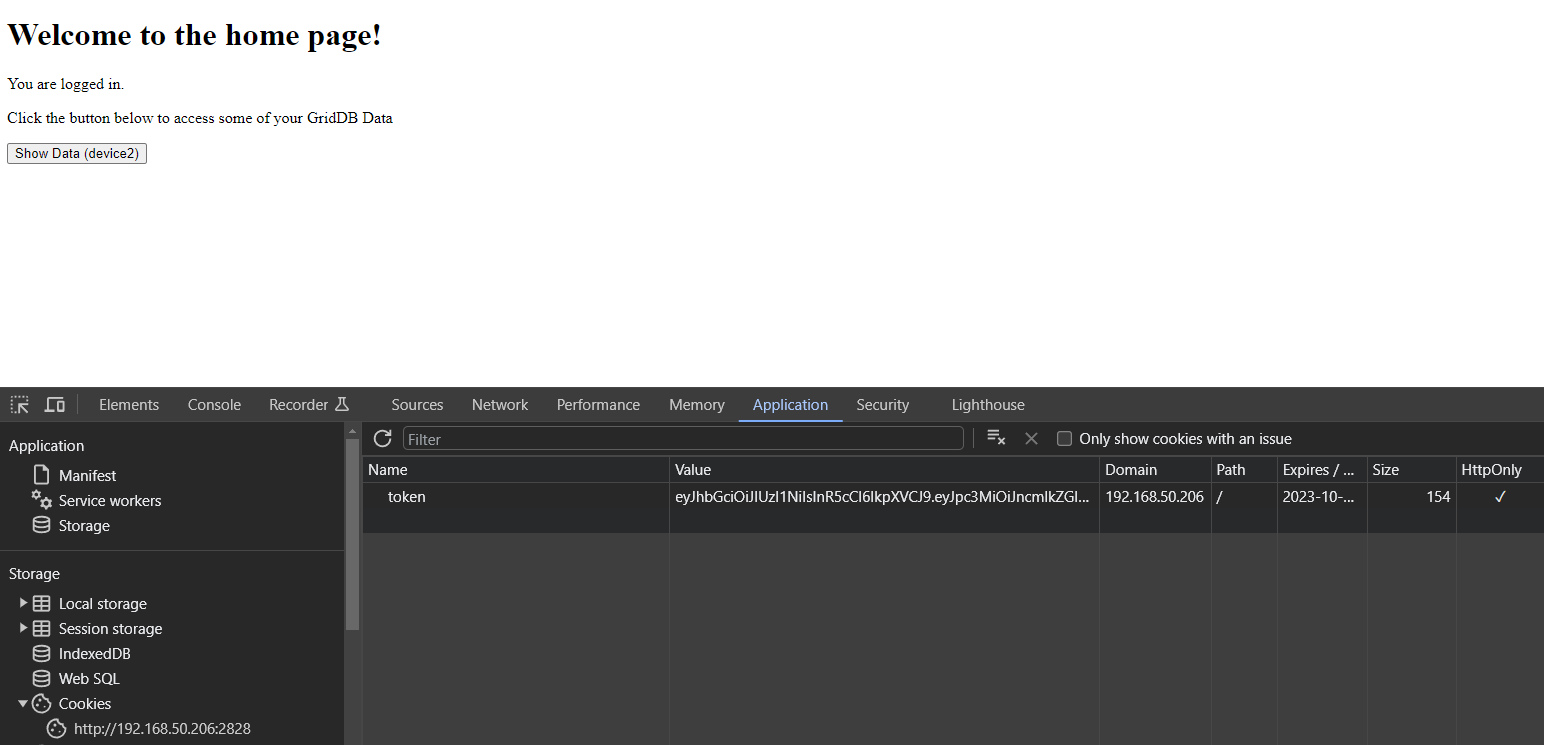 Welcome to the home page!
You are logged in.
Click the button below to access some of your GridDB Data
Show Data (device2)
Elements Console Recorder Sources Network Performance Memory Application Security Lighthouse
Application
Manifest
Service workers
Storage
Storage
Local storage
Session storage
IndexedDB
Web SQL
Cookies
http://192.168.50.206:2828
Filter Only show cookies with an issue
Name Value Domain Path Expires / ... Size HttpOnly
token eyJhbGciOiJIUzI1NiIsInR5cCI6IkpXVCJ9.eyJpc3MiOiJncmlkZGI... 192.168.50.206 / 2023-10-... 154 ✓